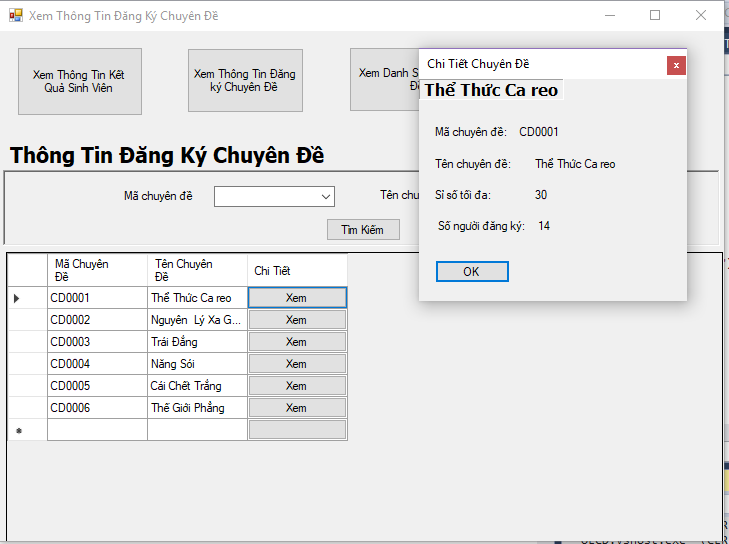 Xem Thông Tin Đăng Ký Chuyên Đề
Xem Thông Tin Kết
Quả Sinh Viên
Xem Thông Tin Đăng
ký Chuyên Đề
Xem Danh
Thông Tin Đăng Ký Chuyên Đề
Mã chuyên đề
Tên
Tìm Kiếm
Mã Chuyên
Đề
Tên Chuyên
Đề
Chi Tiết
CD0001 Thể Thức Ca reo Xem
CD0002 Nguyên Lý Xa G... Xem
CD0003 Trái Đẳng Xem
CD0004 Năng Sói Xem
CD0005 Cái Chết Trắng Xem
CD0006 Thế Giới Phẳng Xem
Chi Tiết Chuyên Đề
x
Thể Thức Ca reo
Mã chuyên đề: CD0001
Tên chuyên đề: Thể Thức Ca reo
Sỉ số tối đa: 30
Số người đăng ký: 14
OK